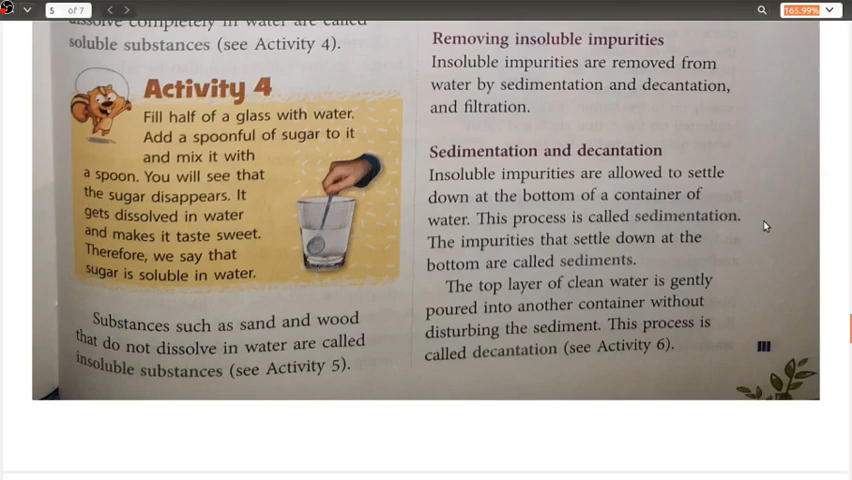 5 of 7
165.99%
dissolve completely in water are called
soluble substances (see Activity 4).
Activity 4
Fill half of a glass with water.
Add a spoonful of sugar to it
and mix it with
a spoon. You will see that
the sugar disappears. It
gets dissolved in water
and makes it taste sweet.
Therefore, we say that
sugar is soluble in water.
Substances such as sand and wood
that do not dissolve in water are called
insoluble substances (see Activity 5).
Removing insoluble impurities
Insoluble impurities are removed from
water by sedimentation and decantation,
and filtration.
Sedimentation and decantation
Insoluble impurities are allowed to settle
down at the bottom of a container of
water. This process is called sedimentation.
The impurities that settle down at the
bottom are called sediments.
The top layer of clean water is gently
poured into another container without
disturbing the sediment. This process is
called decantation (see Activity 6).